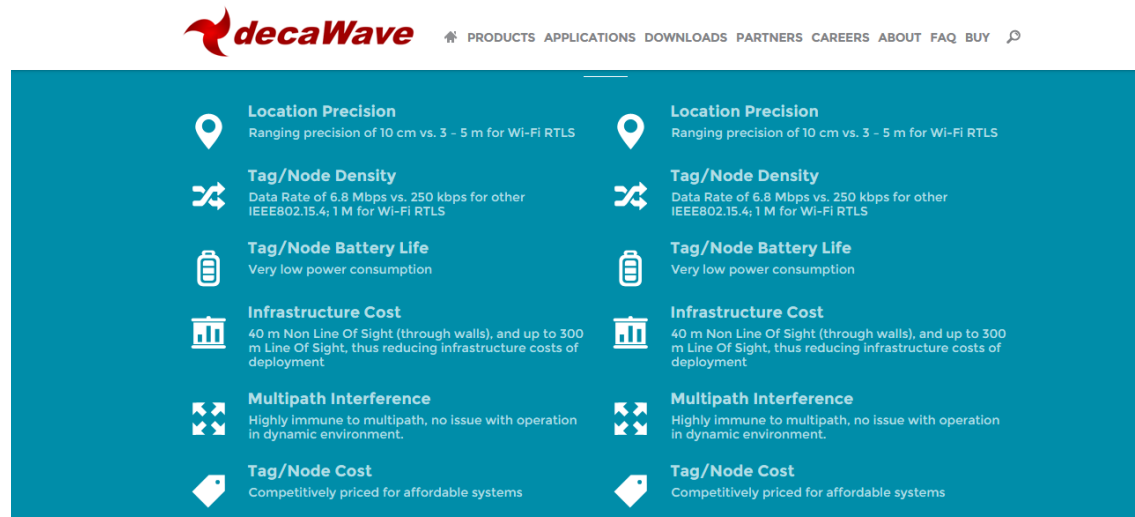 decaWave
PRODUCTS APPLICATIONS DOWNLOADS PARTNERS CAREERS ABOUT FAQ BUY
Location Precision
Ranging precision of 10 cm vs. 3 – 5 m for Wi-Fi RTLS
Tag/Node Density
Data Rate of 6.8 Mbps vs. 250 kbps for other
IEEE802.15.4; 1 M for Wi-Fi RTLS
Tag/Node Battery Life
Very low power consumption
Infrastructure Cost
40 m Non Line Of Sight (through walls), and up to 300
m Line Of Sight, thus reducing infrastructure costs of
deployment
Multipath Interference
Highly immune to multipath, no issue with operation
in dynamic environment.
Tag/Node Cost
Competitively priced for affordable systems
Location Precision
Ranging precision of 10 cm vs. 3 – 5 m for Wi-Fi RTLS
Tag/Node Density
Data Rate of 6.8 Mbps vs. 250 kbps for other
IEEE802.15.4; 1 M for Wi-Fi RTLS
Tag/Node Battery Life
Very low power consumption
Infrastructure Cost
40 m Non Line Of Sight (through walls), and up to 300
m Line Of Sight, thus reducing infrastructure costs of
deployment
Multipath Interference
Highly immune to multipath, no issue with operation
in dynamic environment.
Tag/Node Cost
Competitively priced for affordable systems